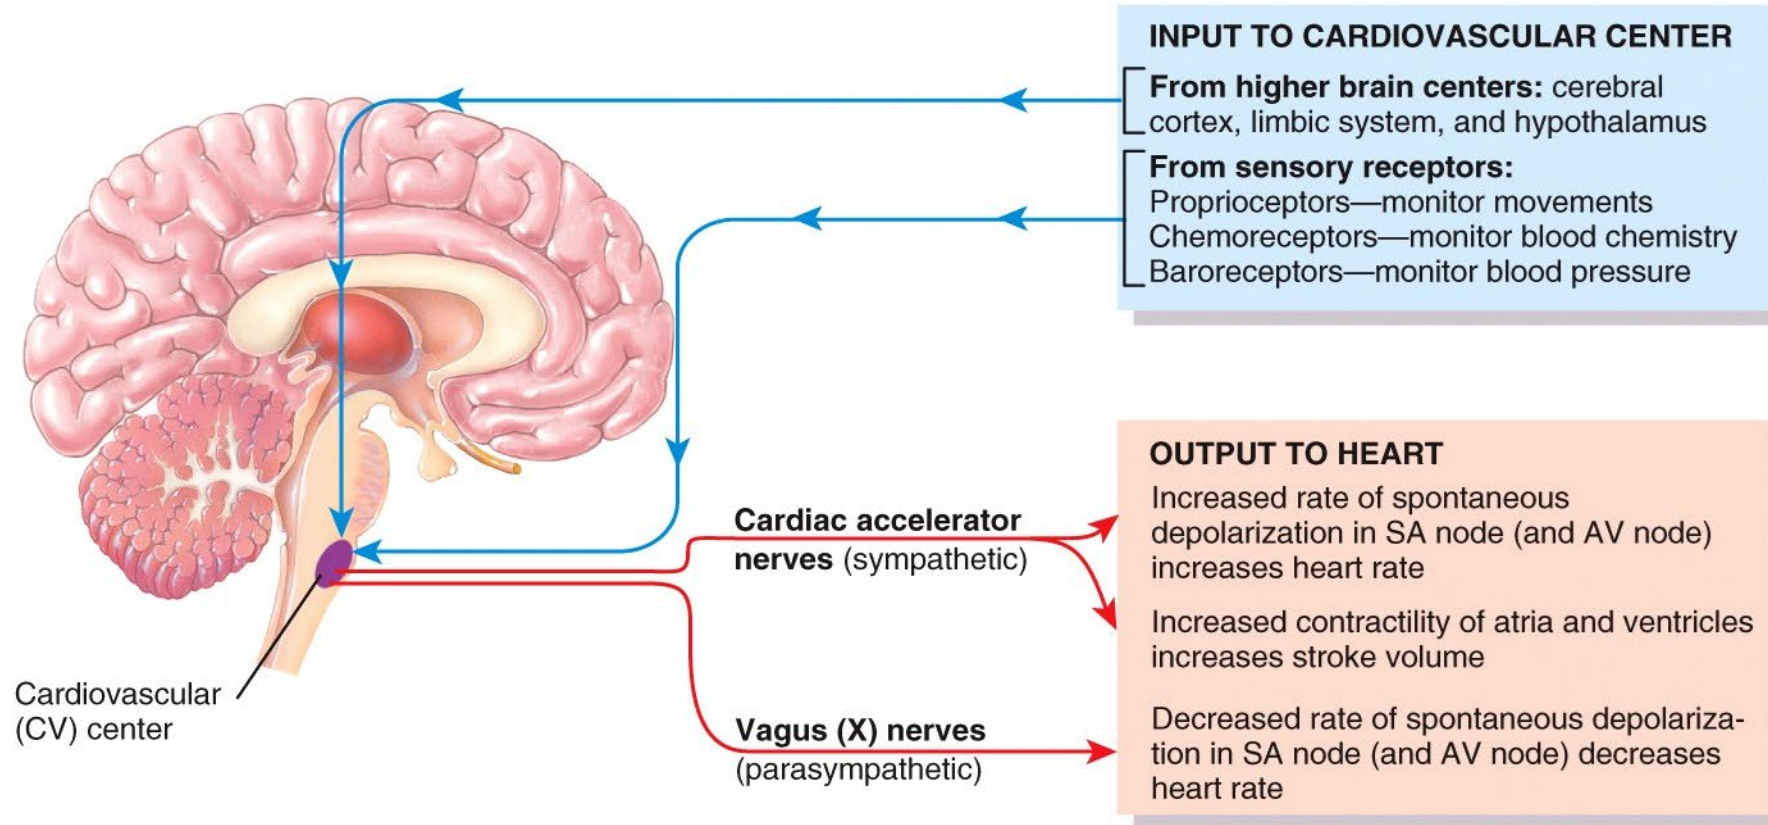 INPUT TO CARDIOVASCULAR CENTER
From higher brain centers: cerebral
cortex, limbic system, and hypothalamus
From sensory receptors:
Proprioceptors—monitor movements
Chemoreceptors—monitor blood chemistry
Baroreceptors—monitor blood pressure
OUTPUT TO HEART
Increased rate of spontaneous
depolarization in SA node (and AV node)
increases heart rate
Increased contractility of atria and ventricles
increases stroke volume
Decreased rate of spontaneous depolariza-
tion in SA node (and AV node) decreases
heart rate
Cardiac accelerator
nerves (sympathetic)
Vagus (X) nerves
(parasympathetic)
Cardiovascular
(CV) center